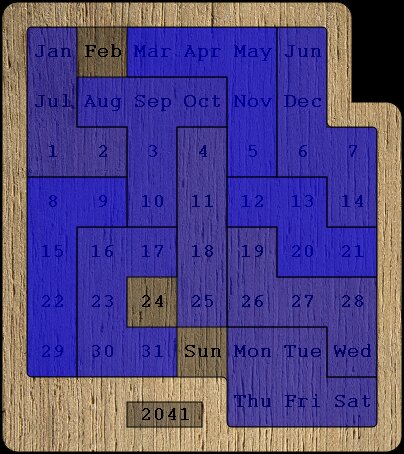 Jan Feb Mar Apr May Jun
Jul Aug Sep Oct Nov Dec
1 2 3 4 5 6 7
8 9 10 11 12 13 14
15 16 17 18 19 20 21
22 23 24 25 26 27 28
29 30 31 Sun Mon Tue Wed
Thu Fri Sat
2041